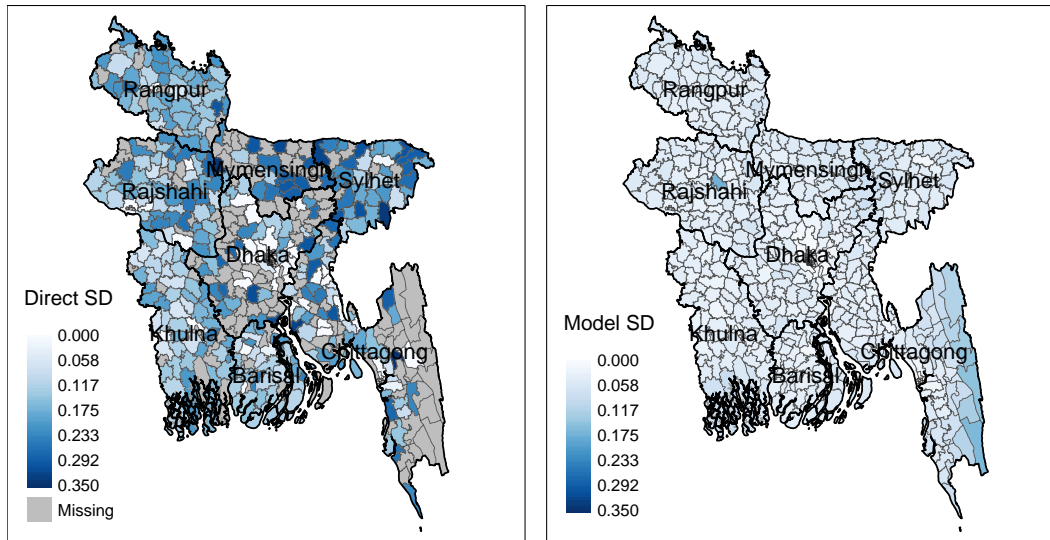 Rangpur
Mymensingh
Rajshahi
Sylhet
Dhaka
Khulna
Chittagong
Barisal
Direct SD
0.000
0.058
0.117
0.175
0.233
0.292
0.350
Missing
Rangpur
Mymensingh
Rajshahi
Sylhet
Dhaka
Khulna
Chittagong
Barisal
Model SD
0.000
0.058
0.117
0.175
0.233
0.292
0.350